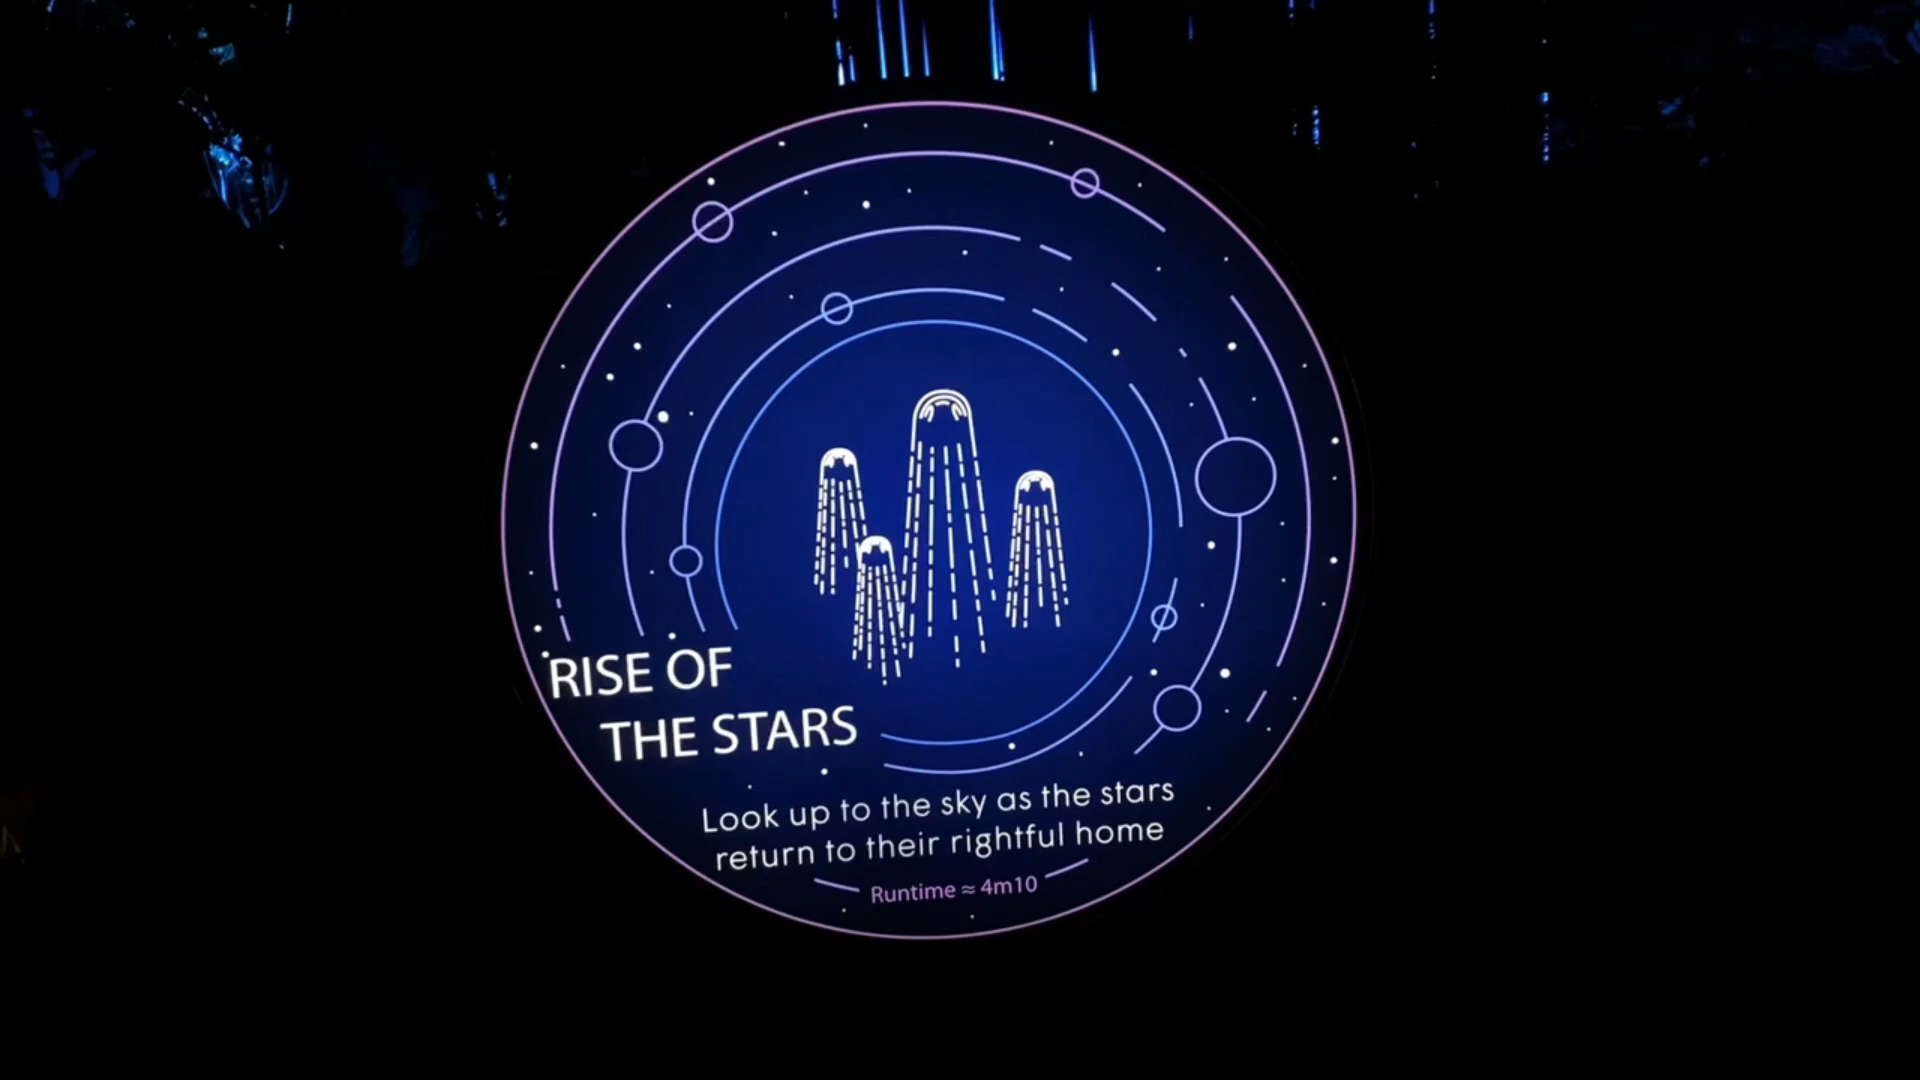 RISE OF
THE STARS
Look up to the sky as the stars
return to their rightful home
Runtime ≈ 4m10